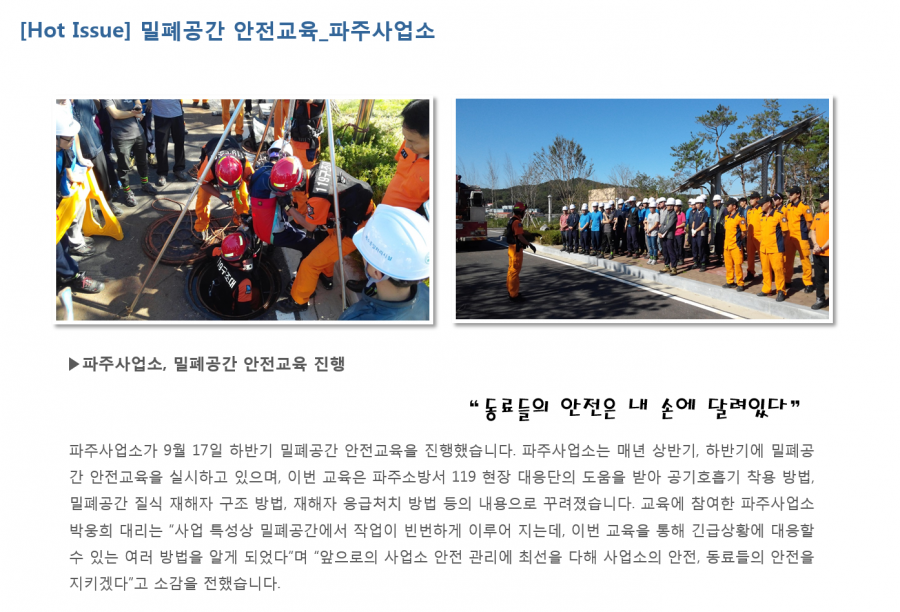 [Hot Issue] 밀폐공간 안전교육_파주사업소
119구조대
▶파주사업소, 밀폐공간 안전교육 진행
“동료들의 안전은 내 손에 달려있다”
파주사업소가 9월 17일 하반기 밀폐공간 안전교육을 진행했습니다. 파주사업소는 매년 상반기, 하반기에 밀폐공
간 안전교육을 실시하고 있으며, 이번 교육은 파주소방서 119 현장 대응단의 도움을 받아 공기호흡기 착용 방법,
밀폐공간 질식 재해자 구조 방법, 재해자 응급처치 방법 등의 내용으로 꾸려졌습니다. 교육에 참여한 파주사업소
박웅희 대리는 “사업 특성상 밀폐공간에서 작업이 빈번하게 이루어 지는데, 이번 교육을 통해 긴급상황에 대응할
수 있는 여러 방법을 알게 되었다”며 “앞으로의 사업소 안전 관리에 최선을 다해 사업소의 안전, 동료들의 안전을
지키겠다”고 소감을 전했습니다.